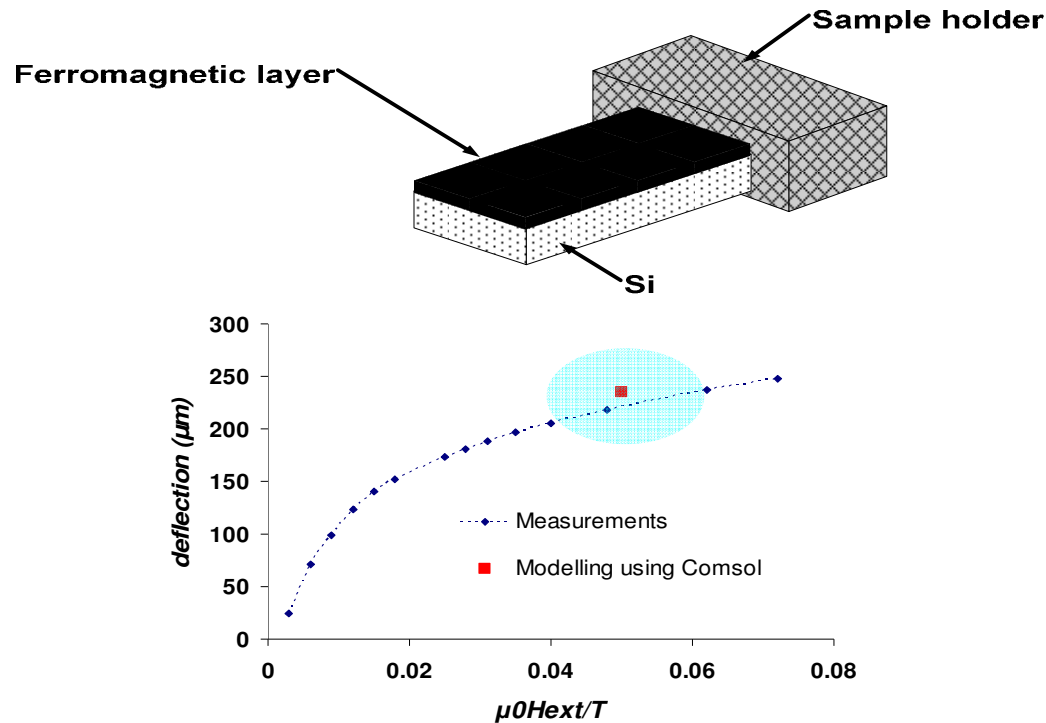 Sample holder
Ferromagnetic layer
Si
300
250
200
150
100
50
0
deflection (µm)
Measurements
Modelling using Comsol
0
0.02
0.04
0.06
0.08
µ0Hext/T